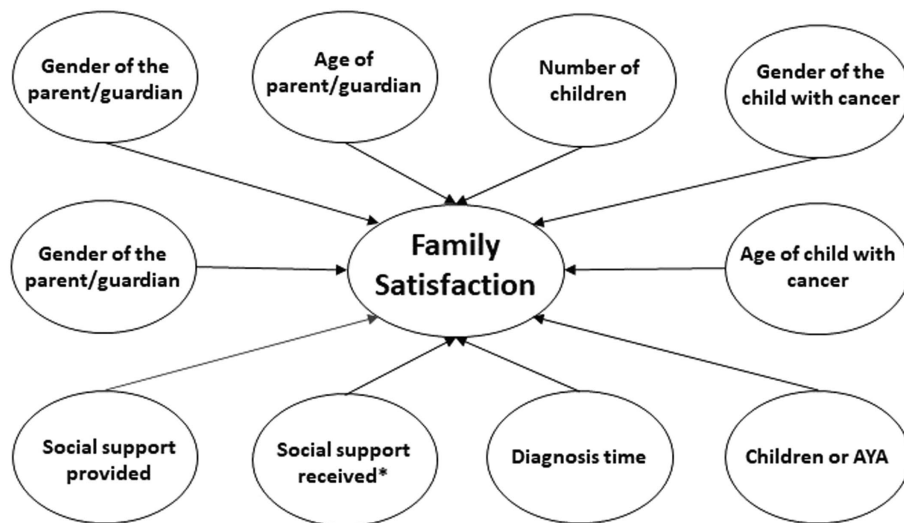 Gender of the
parent/guardian
Age of
parent/guardian
Number of
children
Gender of the
child with cancer
Gender of the
parent/guardian
Family
Satisfaction
Age of child with
cancer
Social support
provided
Social support
received*
Diagnosis time
Children or AYA